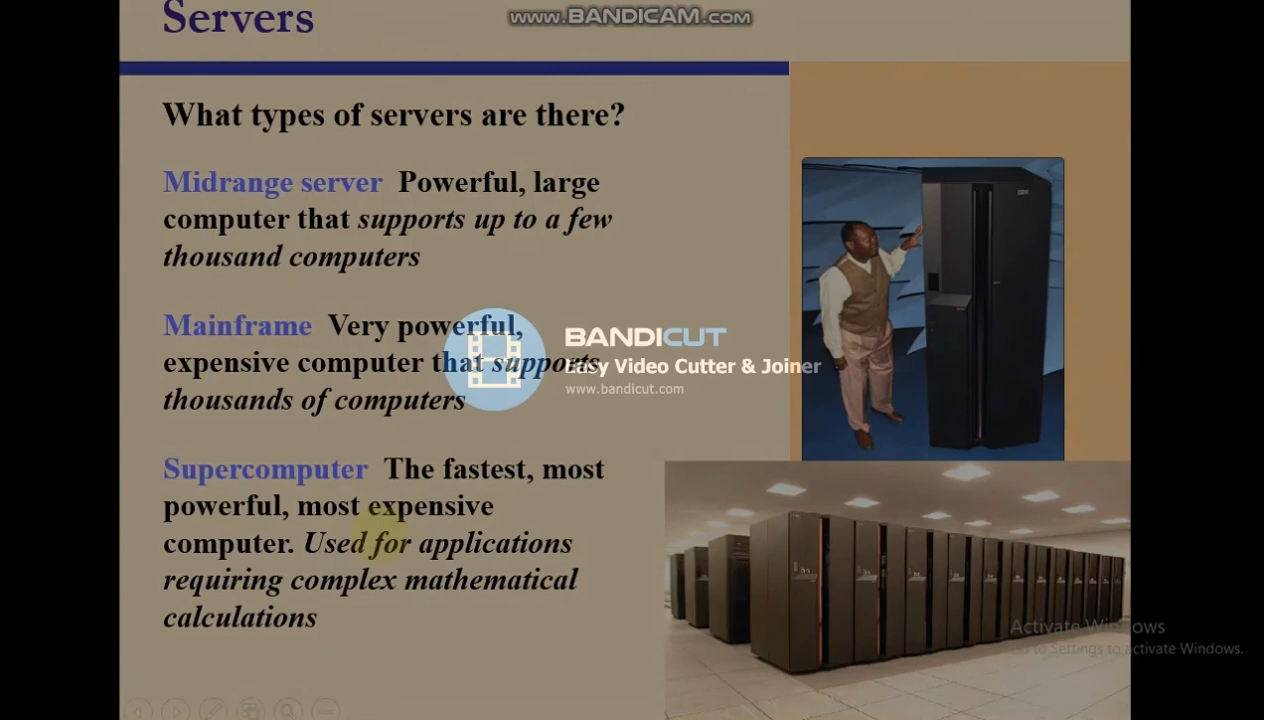 www.BANDICAM.com
Servers
What types of servers are there?
Midrange server Powerful, large
computer that supports up to a few
thousand computers
Mainframe Very powerful,
expensive computer that supports
thousands of computers
BANDICUT
Easy Video Cutter & Joiner
www.bandicut.com
Supercomputer The fastest, most
powerful, most expensive
computer. Used for applications
requiring complex mathematical
calculations
Activate Windows
Go to Settings to activate Windows.